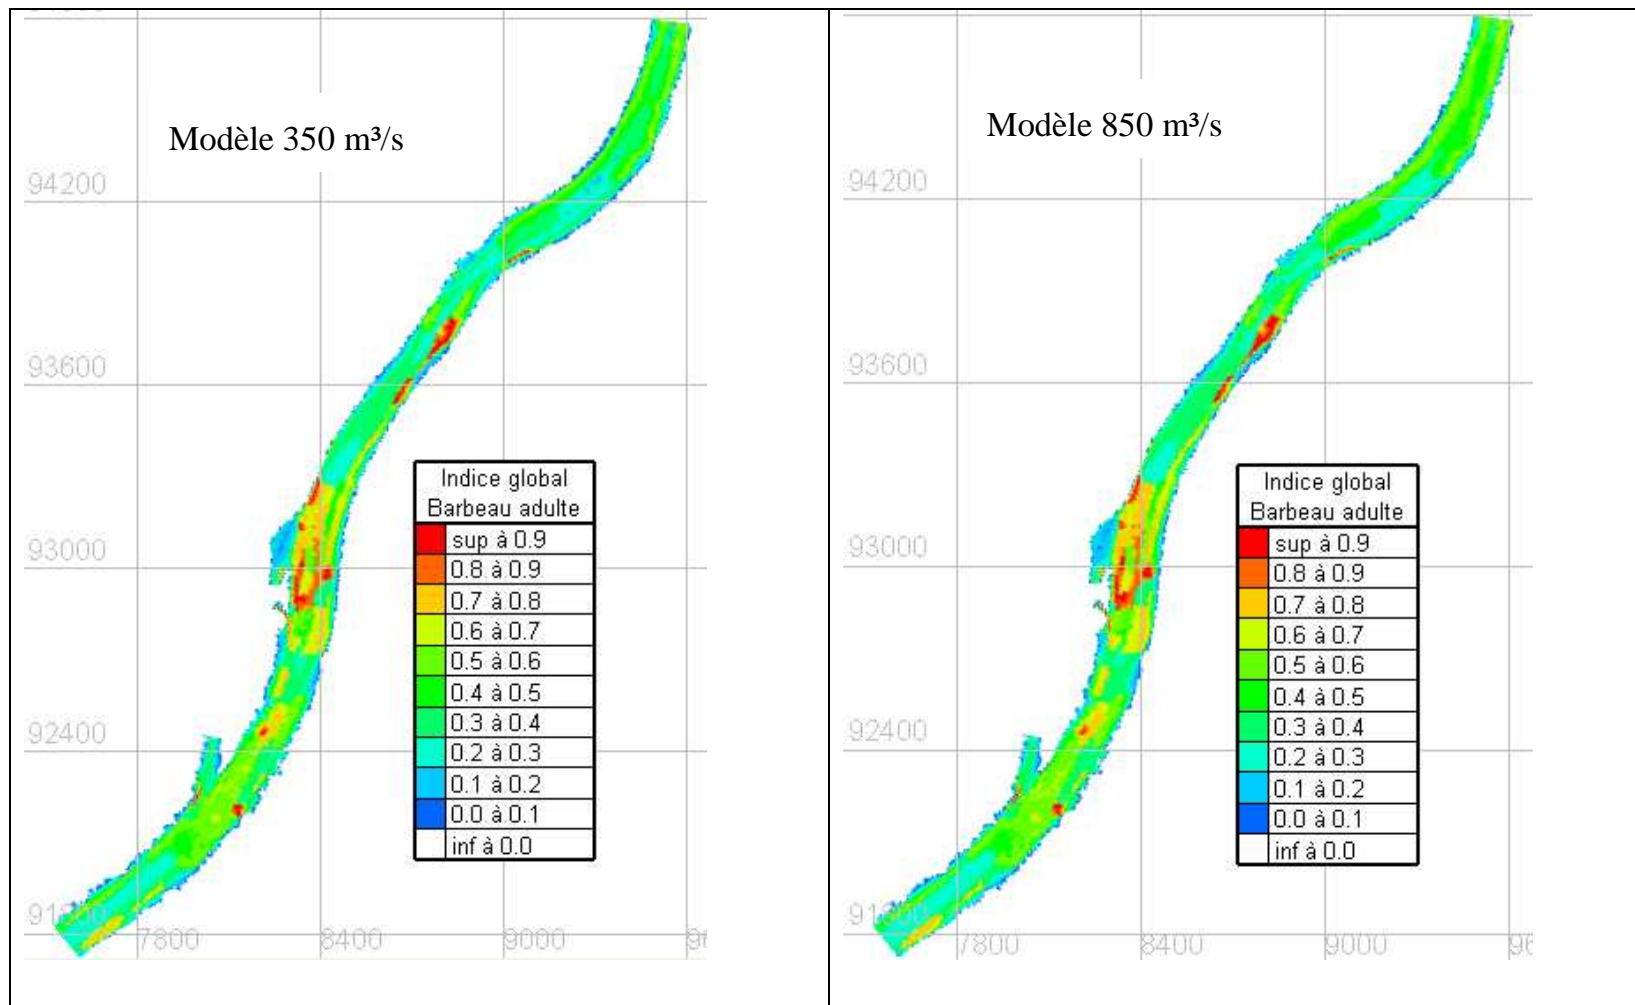 Modèle 350 m³/s
94200
93600
93000
92400
91800
7800
8400
9000
Indice global
Barbeau adulte
sup à 0.9
0.8 à 0.9
0.7 à 0.8
0.6 à 0.7
0.5 à 0.6
0.4 à 0.5
0.3 à 0.4
0.2 à 0.3
0.1 à 0.2
0.0 à 0.1
inf à 0.0
Modèle 850 m³/s
94200
93600
93000
92400
91800
7800
8400
9000
Indice global
Barbeau adulte
sup à 0.9
0.8 à 0.9
0.7 à 0.8
0.6 à 0.7
0.5 à 0.6
0.4 à 0.5
0.3 à 0.4
0.2 à 0.3
0.1 à 0.2
0.0 à 0.1
inf à 0.0